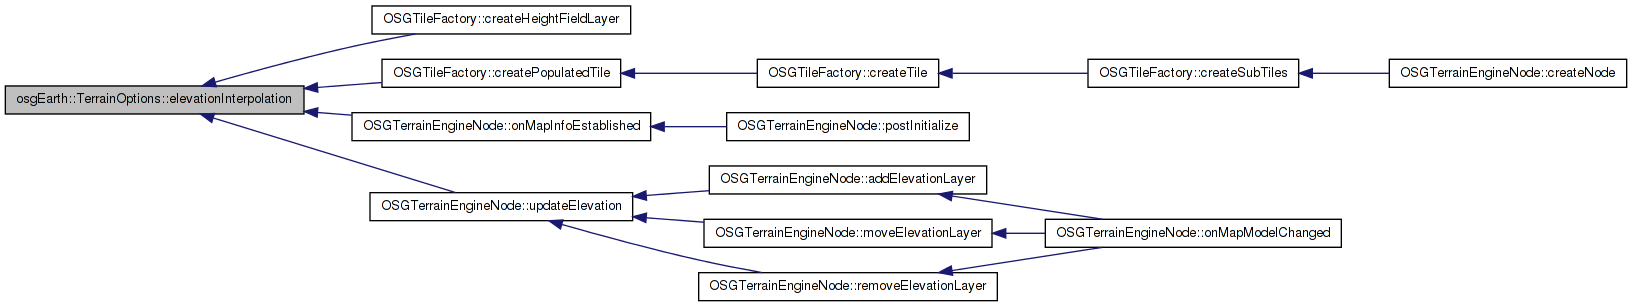 OSGTileFactory::createHeightFieldLayer
OSGTileFactory::createPopulatedTile
OSGTileFactory::createTile
OSGTileFactory::createSubTiles
OSGTerrainEngineNode::createNode
osgEarth::TerrainOptions::elevationInterpolation
OSGTerrainEngineNode::onMapInfoEstablished
OSGTerrainEngineNode::postInitialize
OSGTerrainEngineNode::addElevationLayer
OSGTerrainEngineNode::updateElevation
OSGTerrainEngineNode::moveElevationLayer
OSGTerrainEngineNode::onMapModelChanged
OSGTerrainEngineNode::removeElevationLayer